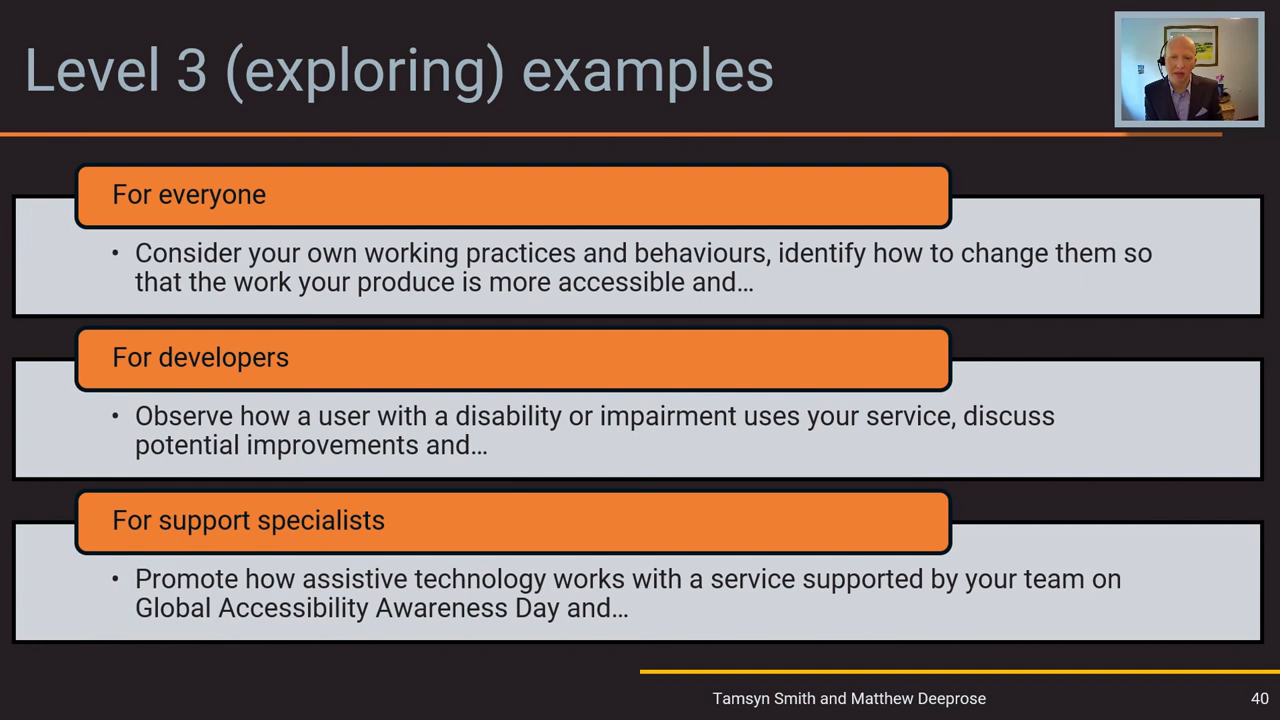 Level 3 (exploring) examples
For everyone
• Consider your own working practices and behaviours, identify how to change them so
that the work your produce is more accessible and…
For developers
• Observe how a user with a disability or impairment uses your service, discuss
potential improvements and…
For support specialists
• Promote how assistive technology works with a service supported by your team on
Global Accessibility Awareness Day and…
Tamsyn Smith and Matthew Deeprose
40